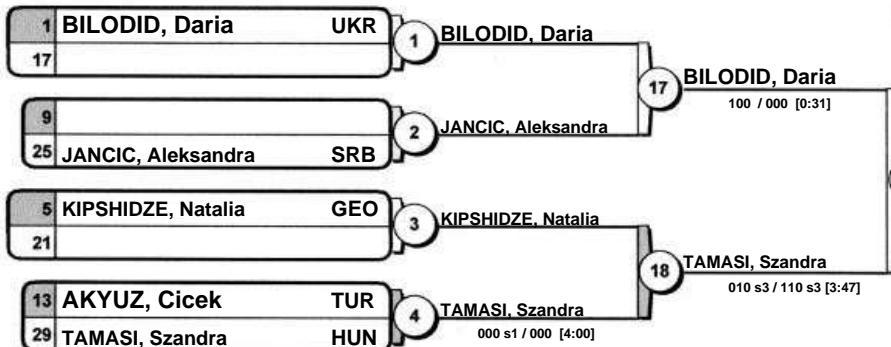 1 BILODID, Daria UKR
17
1 BILODID, Daria
17 BILODID, Daria
100 / 000 [0:31]
9
25 JANCIC, Aleksandra SRB
2 JANCIC, Aleksandra
5 KIPSHIDZE, Natalia GEO
21
3 KIPSHIDZE, Natalia
18 TAMASI, Szandra
010 s3 / 110 s3 [3:47]
13 AKYUZ, Cicek TUR
29 TAMASI, Szandra HUN
4 TAMASI, Szandra
000 s1 / 000 [4:00]